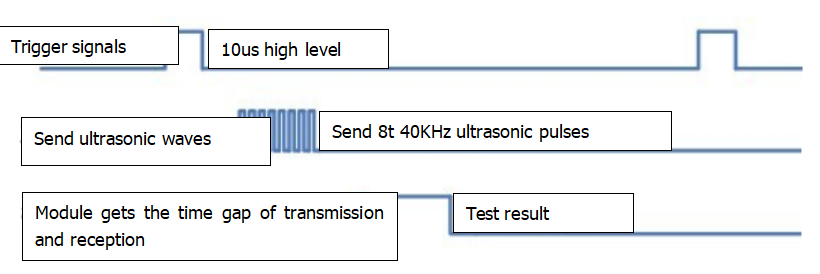 Trigger signals
10us high level
Send ultrasonic waves
Send 8t 40KHz ultrasonic pulses
Module gets the time gap of transmission
and reception
Test result